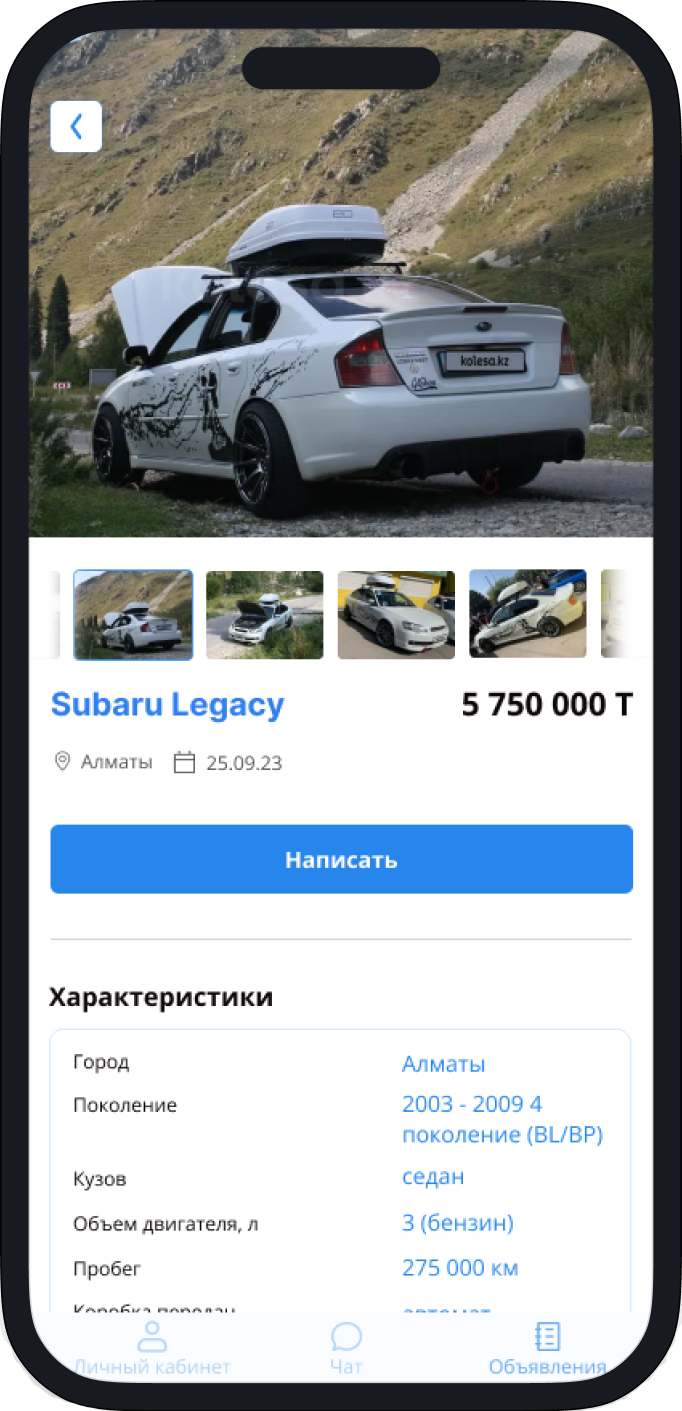 kolesa.kz
Subaru Legacy
5 750 000 Т
Алматы
25.09.23
Написать
Характеристики
Город
Алматы
Поколение
2003 - 2009 4
поколение (BL/BP)
Кузов
седан
Объем двигателя, л
3 (бензин)
Пробег
275 000 км
Коробка передач
автомат
Личный кабинет
Чат
Объявления